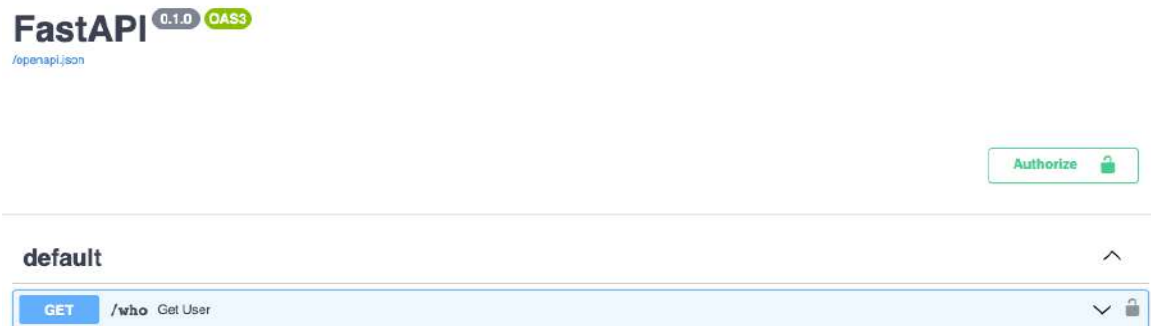 FastAPI 0.1.0 OAS3
/openapi.json
Authorize
default
GET /who Get User